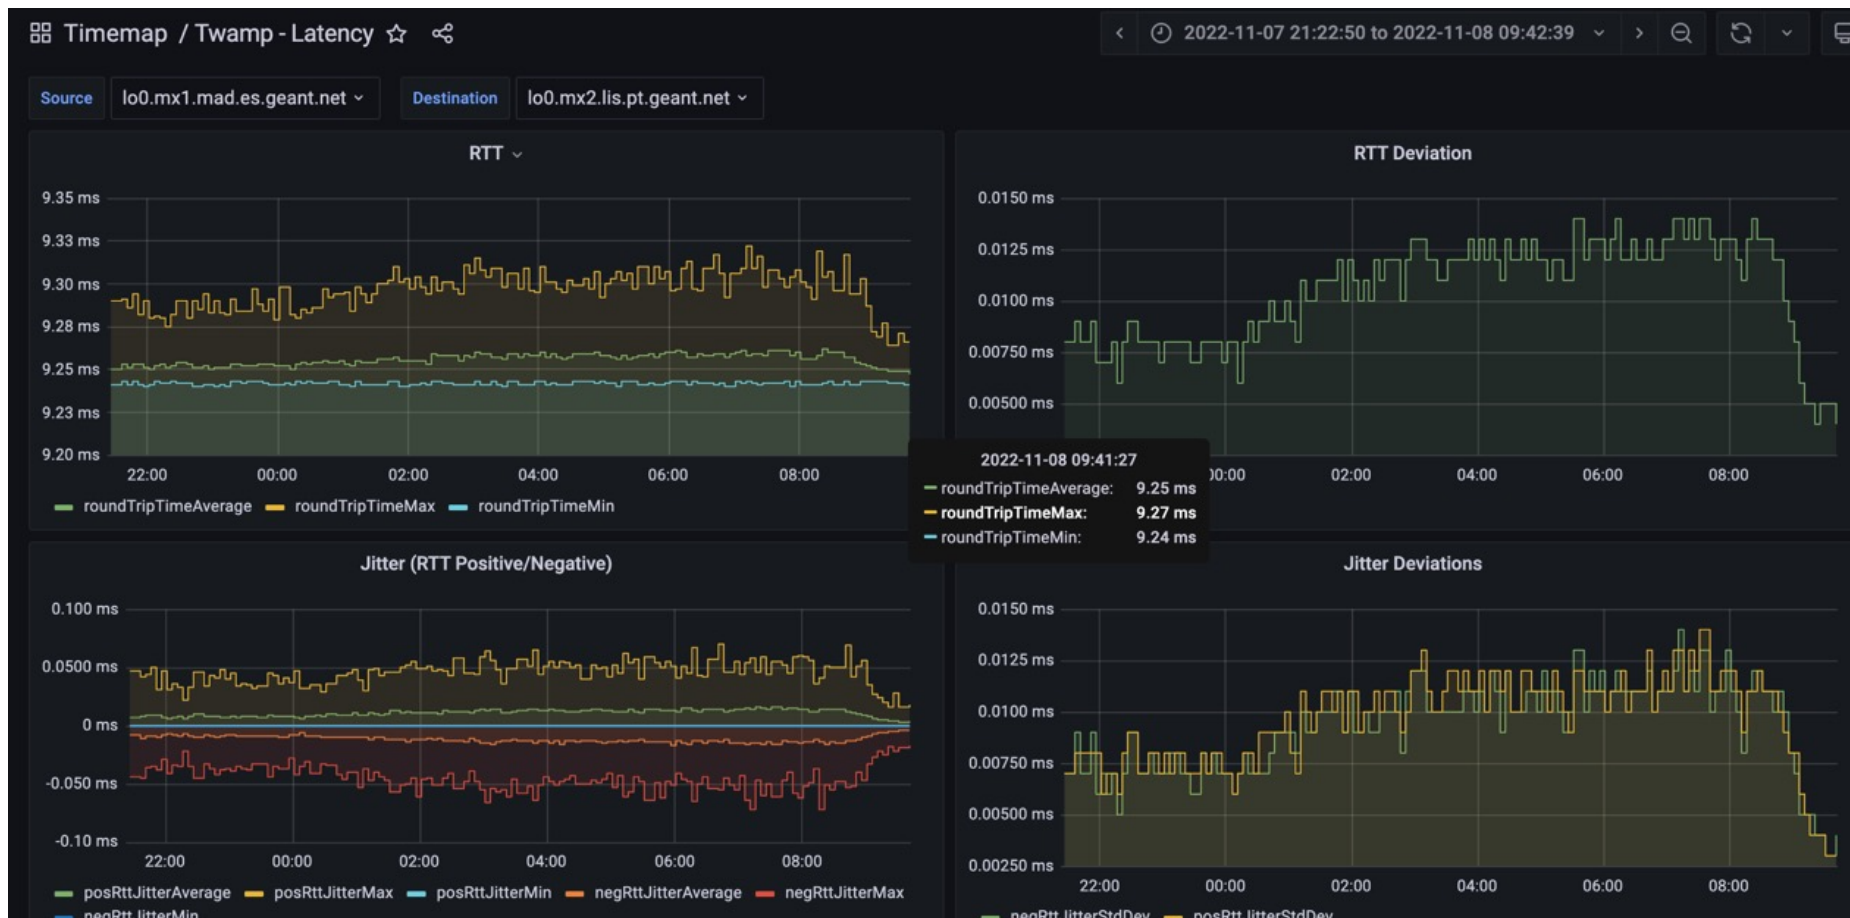 Timemap / Twamp - Latency
2022-11-07 21:22:50 to 2022-11-08 09:42:39
Source lo0.mx1.mad.es.geant.net Destination lo0.mx2.lis.pt.geant.net
RTT
9.35 ms
9.33 ms
9.30 ms
9.28 ms
9.25 ms
9.23 ms
9.20 ms
22:00 00:00 02:00 04:00 06:00 08:00
roundTripTimeAverage roundTripTimeMax roundTripTimeMin
RTT Deviation
0.0150 ms
0.0125 ms
0.0100 ms
0.00750 ms
0.00500 ms
00:00 02:00 04:00 06:00 08:00
2022-11-08 09:41:27
roundTripTimeAverage: 9.25 ms
roundTripTimeMax: 9.27 ms
roundTripTimeMin: 9.24 ms
Jitter (RTT Positive/Negative)
0.100 ms
0.0500 ms
0 ms
-0.050 ms
-0.10 ms
22:00 00:00 02:00 04:00 06:00 08:00
posRttJitterAverage posRttJitterMax posRttJitterMin negRttJitterAverage negRttJitterMax
negRttJitterMin
Jitter Deviations
0.0150 ms
0.0125 ms
0.0100 ms
0.00750 ms
0.00500 ms
0.00250 ms
22:00 00:00 02:00 04:00 06:00 08:00
negRttJitterStdDev posRttJitterStdDev